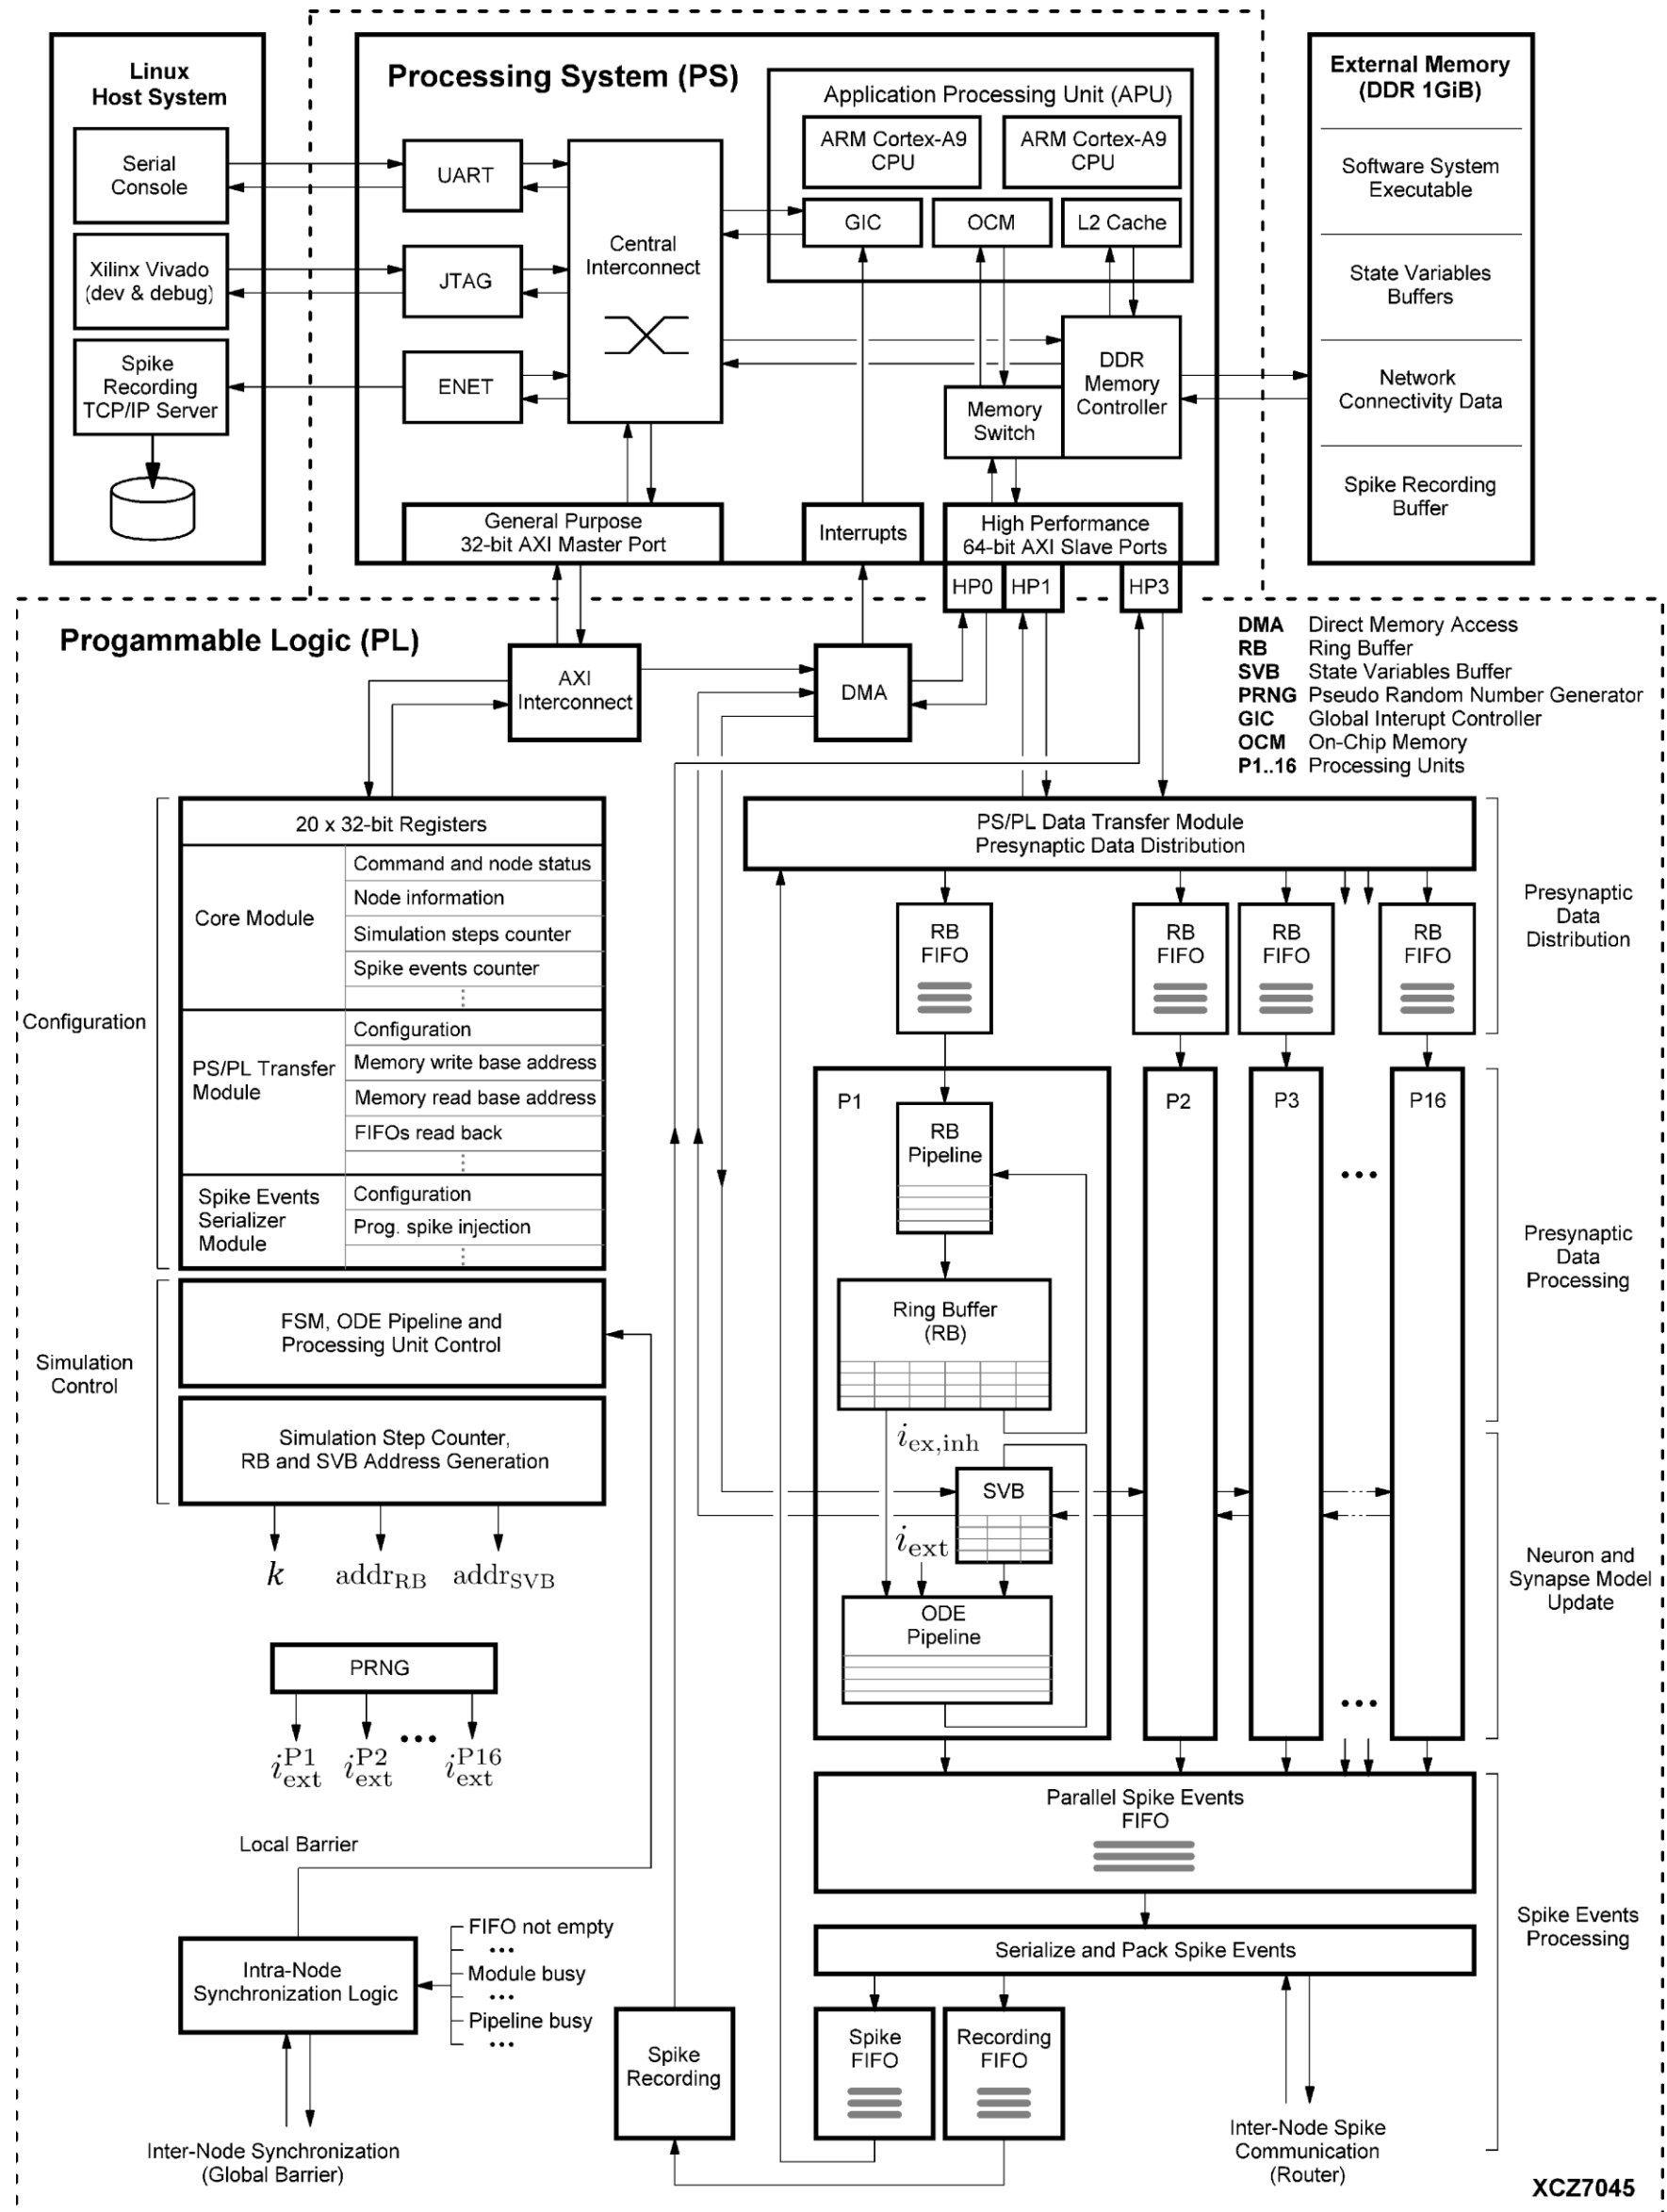 Linux
Host System
Serial
Console
Xilinx Vivado
(dev & debug)
Spike
Recording
TCP/IP Server
Processing System (PS)
UART
JTAG
ENET
Central
Interconnect
Application Processing Unit (APU)
ARM Cortex-A9
CPU
ARM Cortex-A9
CPU
GIC
OCM
L2 Cache
DDR
Memory
Controller
Memory
Switch
General Purpose
32-bit AXI Master Port
Interrupts
High Performance
64-bit AXI Slave Ports
HP0
HP1
HP3
External Memory
(DDR 1GiB)
Software System
Executable
State Variables
Buffers
Network
Connectivity Data
Spike Recording
Buffer
Progammable Logic (PL)
AXI
Interconnect
DMA
DMA Direct Memory Access
RB Ring Buffer
SVB State Variables Buffer
PRNG Pseudo Random Number Generator
GIC Global Interupt Controller
OCM On-Chip Memory
P1..16 Processing Units
Configuration
20 x 32-bit Registers
Core Module
Command and node status
Node information
Simulation steps counter
Spike events counter
PS/PL Transfer
Module
Configuration
Memory write base address
Memory read base address
FIFOs read back
Spike Events
Serializer
Module
Configuration
Prog. spike injection
Simulation
Control
FSM, ODE Pipeline and
Processing Unit Control
Simulation Step Counter,
RB and SVB Address Generation
k addrRB addrSVB
PRNG
i_ext^P1 i_ext^P2 ••• i_ext^P16
Local Barrier
Intra-Node
Synchronization Logic
FIFO not empty
•••
Module busy
•••
Pipeline busy
•••
Inter-Node Synchronization
(Global Barrier)
PS/PL Data Transfer Module
Presynaptic Data Distribution
RB
FIFO
RB
FIFO
RB
FIFO
RB
FIFO
Presynaptic
Data
Distribution
P1
RB
Pipeline
Ring Buffer
(RB)
i_ex,inh
SVB
i_ext
ODE
Pipeline
P2
P3
•••
•••
P16
Presynaptic
Data
Processing
Neuron and
Synapse Model
Update
Parallel Spike Events
FIFO
Serialize and Pack Spike Events
Spike
Recording
Spike
FIFO
Recording
FIFO
Inter-Node Spike
Communication
(Router)
Spike Events
Processing
XCZ7045